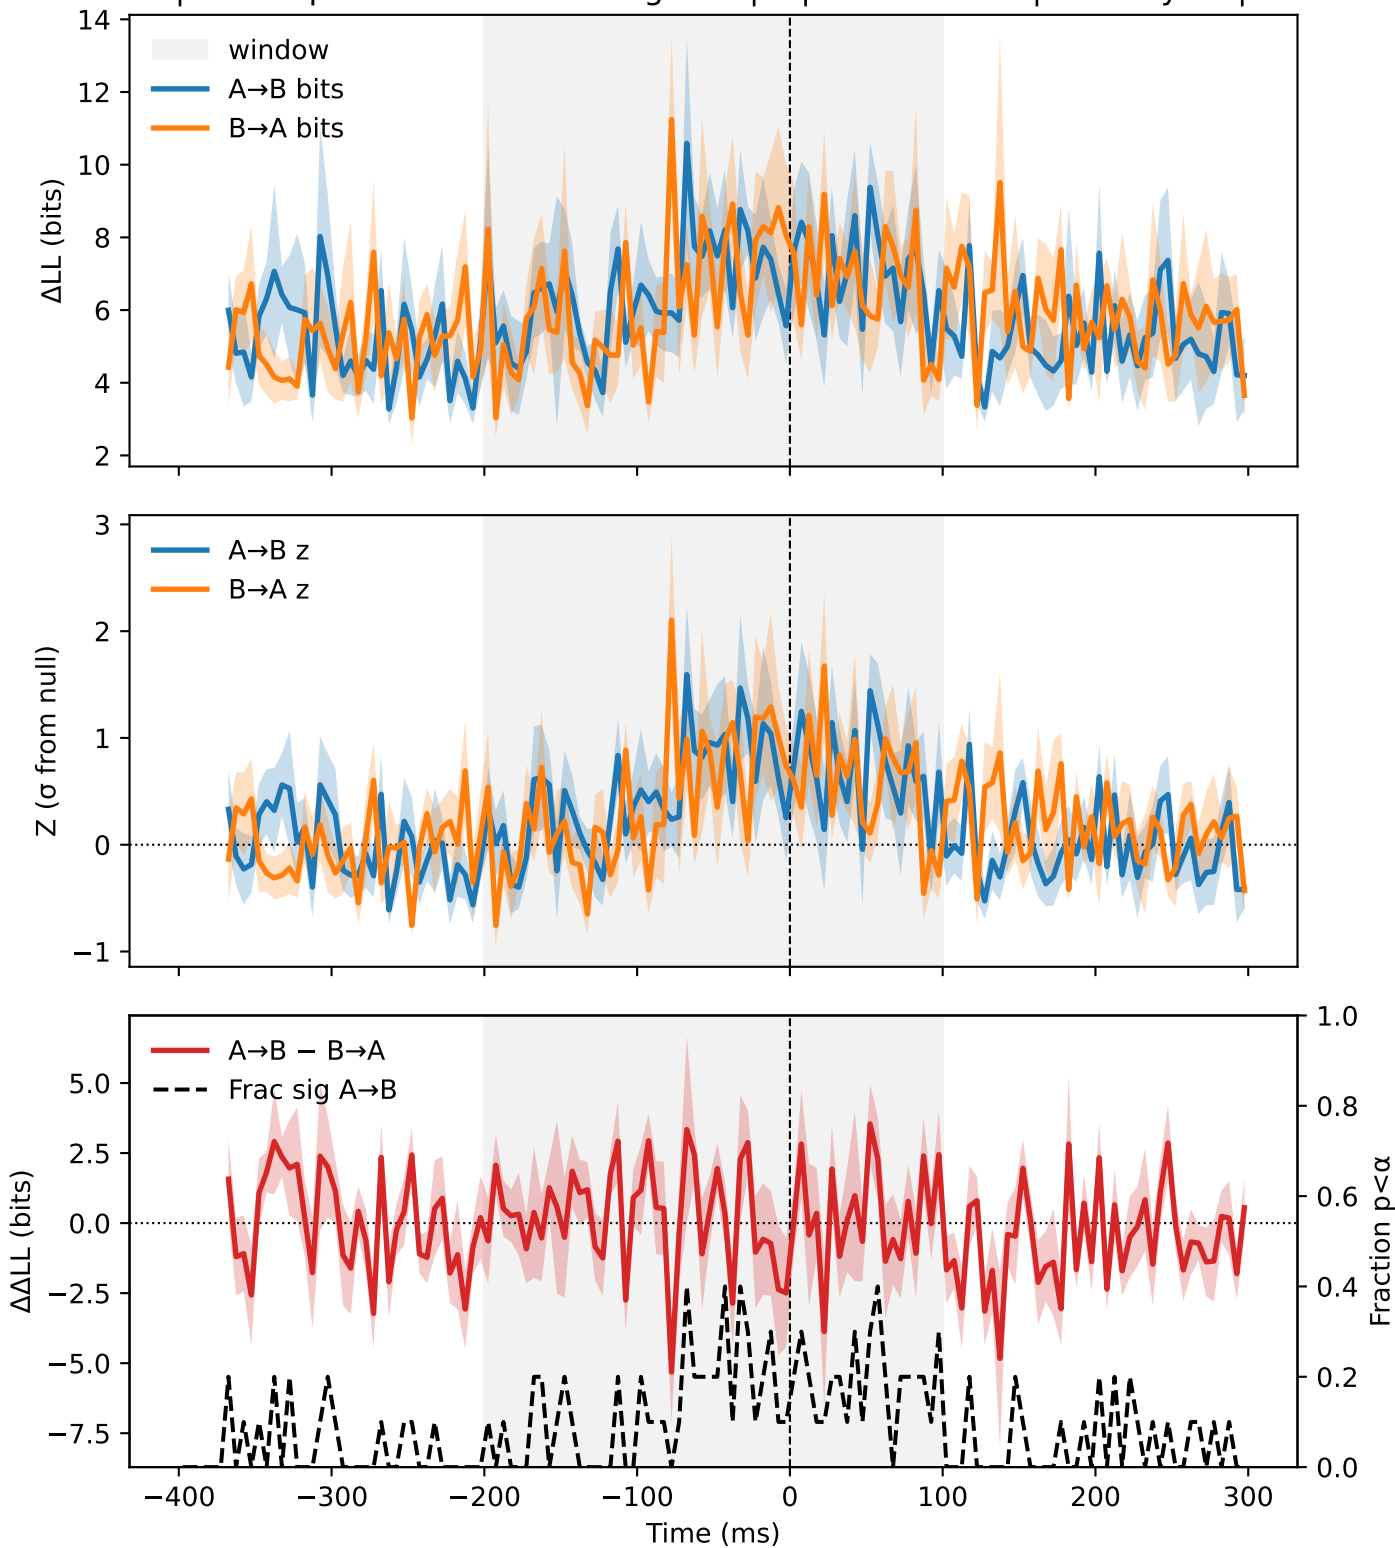 14
12
10
8
6
4
2
ΔLL (bits)
window
A→B bits
B→A bits
3
2
1
0
−1
Z (σ from null)
A→B z
B→A z
5.0
2.5
0.0
−2.5
−5.0
−7.5
ΔΔLL (bits)
A→B − B→A
Frac sig A→B
1.0
0.8
0.6
0.4
0.2
0.0
Fraction p<α
−400 −300 −200 −100 0 100 200 300
Time (ms)